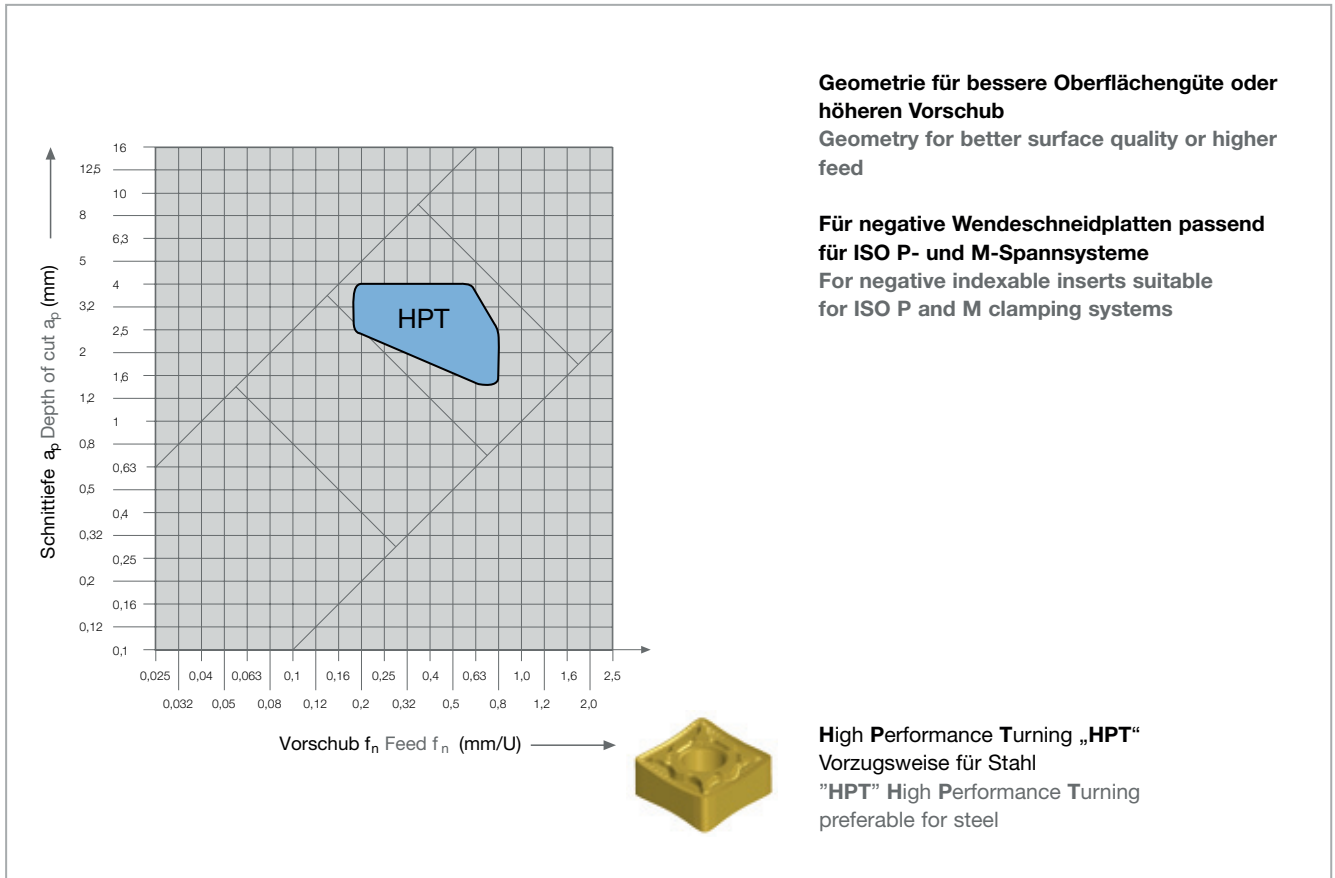 Geometrie für bessere Oberflächengüte oder
höheren Vorschub
Geometry for better surface quality or higher
feed
Für negative Wendeschneidplatten passend
für ISO P- und M-Spannsysteme
For negative indexable inserts suitable
for ISO P and M clamping systems
Schnittiefe ap Depth of cut ap (mm)
16
12,5
10
8
6,3
5
4
3,2
2,5
2
1,6
1,2
1
0,8
0,63
0,5
0,4
0,32
0,25
0,2
0,16
0,12
0,1
HPT
0,025 0,04 0,063 0,1 0,16 0,25 0,4 0,63 1,0 1,6 2,5
0,032 0,05 0,08 0,12 0,2 0,32 0,5 0,8 1,2 2,0
Vorschub fn Feed fn (mm/U)
High Performance Turning „HPT“
Vorzugsweise für Stahl
”HPT” High Performance Turning
preferable for steel